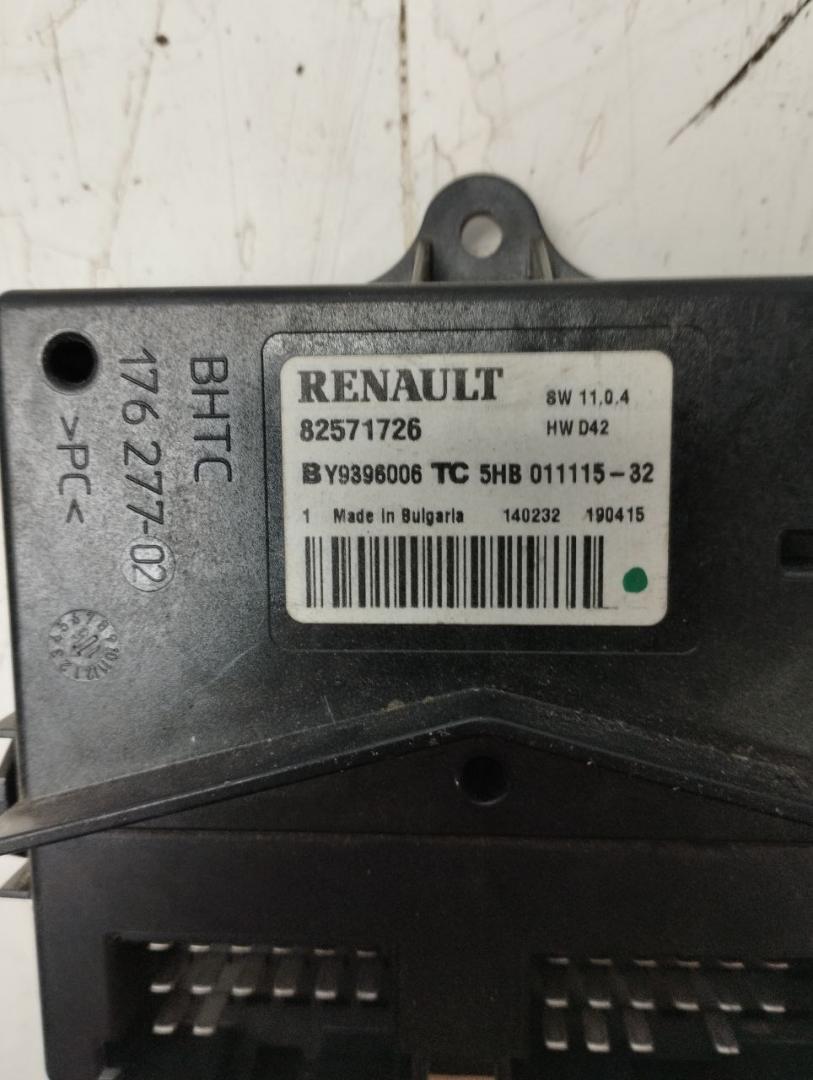 RENAULT SW 11.0.4
82571726 HW D42
BY9396006 TC 5HB 011115-32
1 Made in Bulgaria 140232 190415
BHTC
176 277-02
>PC<